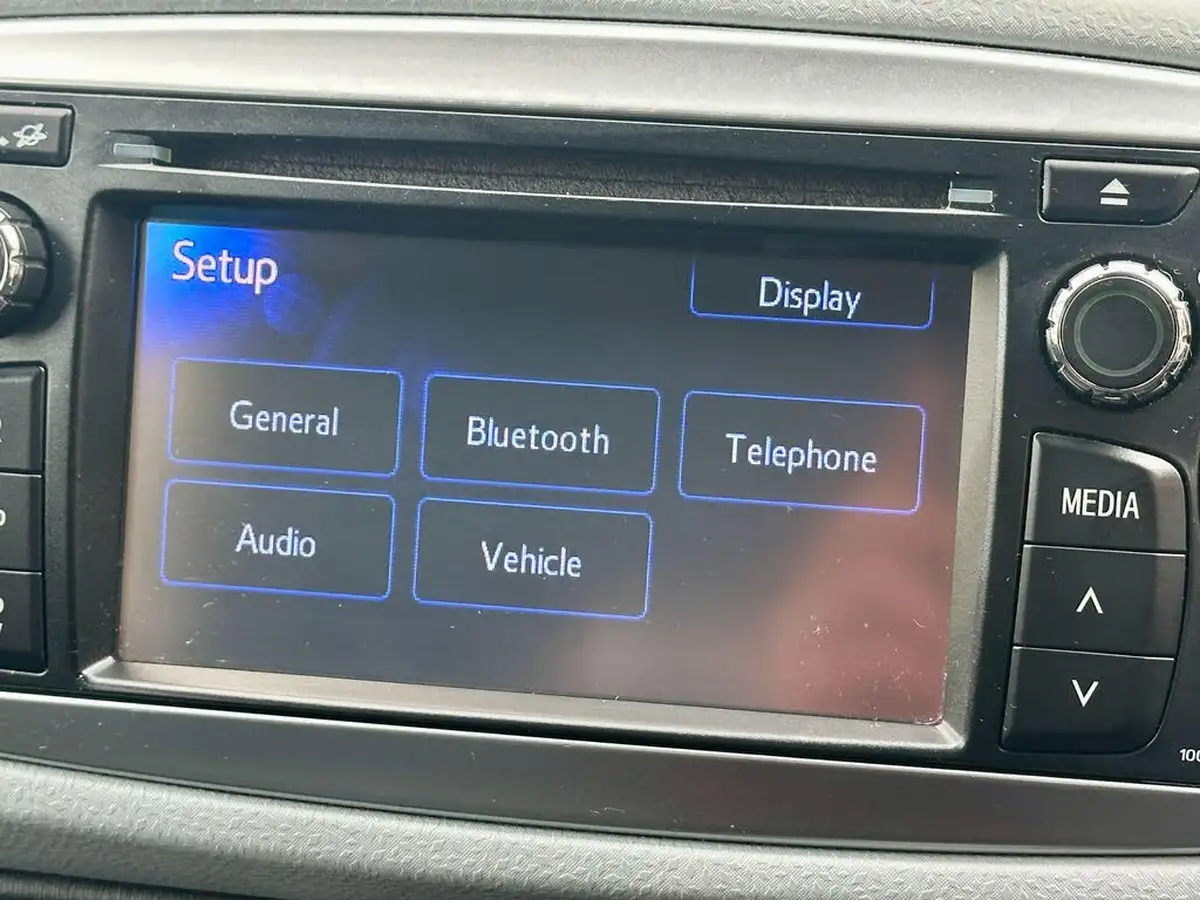 Setup
Display
General
Bluetooth
Telephone
Audio
Vehicle
MEDIA